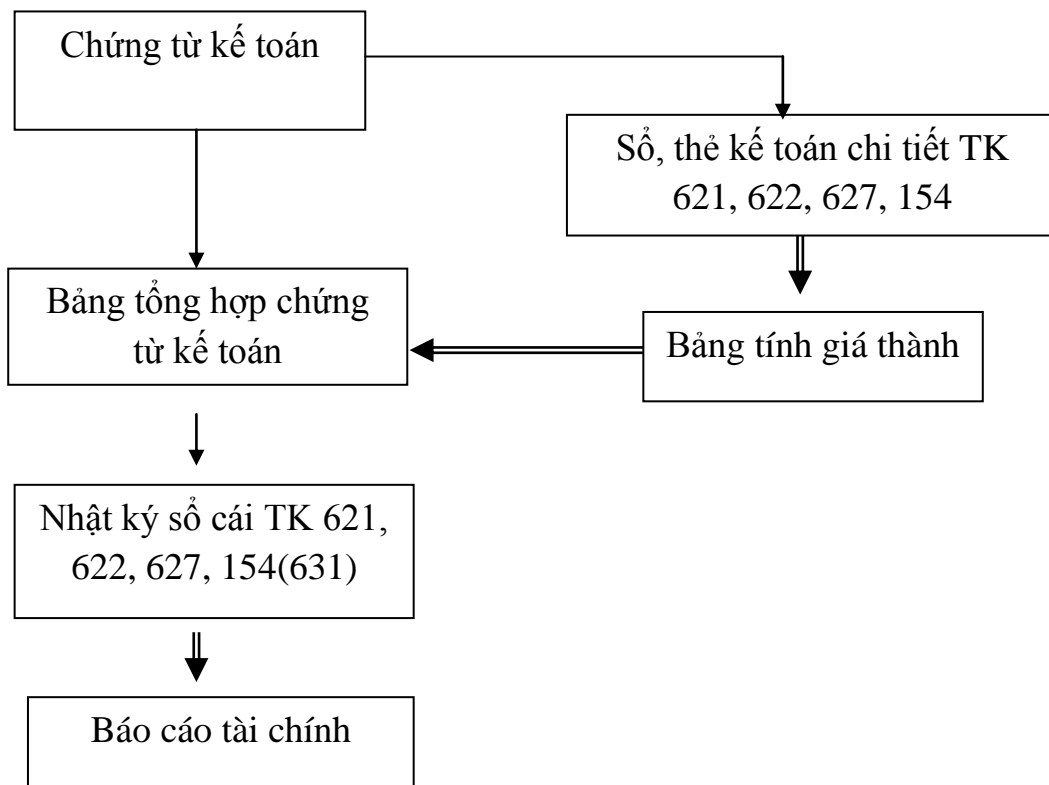 Chứng từ kế toán
Sổ, thẻ kế toán chi tiết TK
621, 622, 627, 154
Bảng tổng hợp chứng
từ kế toán
Bảng tính giá thành
Nhật ký sổ cái TK 621,
622, 627, 154(631)
Báo cáo tài chính